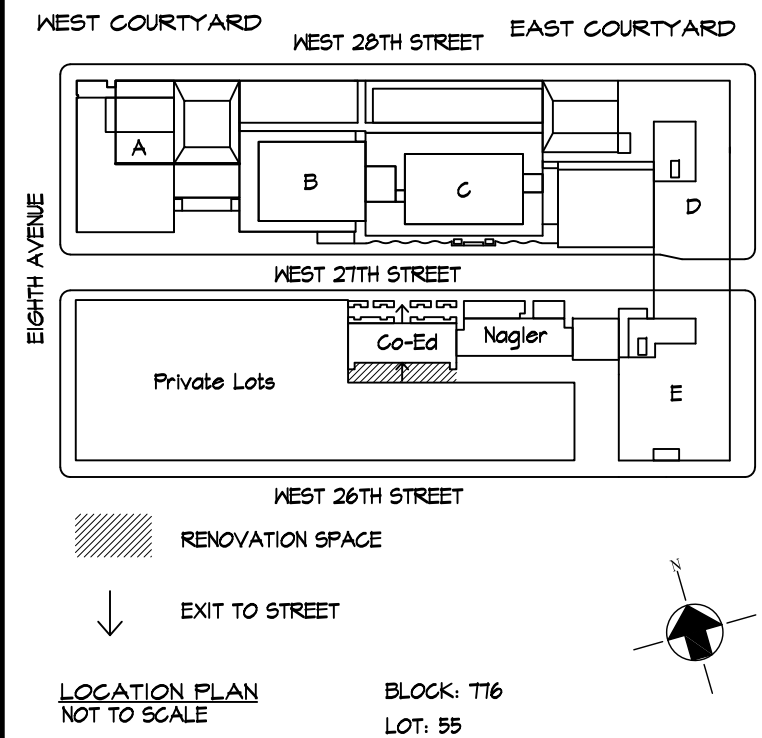 WEST COURTYARD
WEST 28TH STREET
EAST COURTYARD
A
B
C
D
EIGHTH AVENUE
WEST 27TH STREET
Co-Ed
Nagler
Private Lots
E
WEST 26TH STREET
RENOVATION SPACE
N
EXIT TO STREET
LOCATION PLAN
NOT TO SCALE
BLOCK: 776
LOT: 55